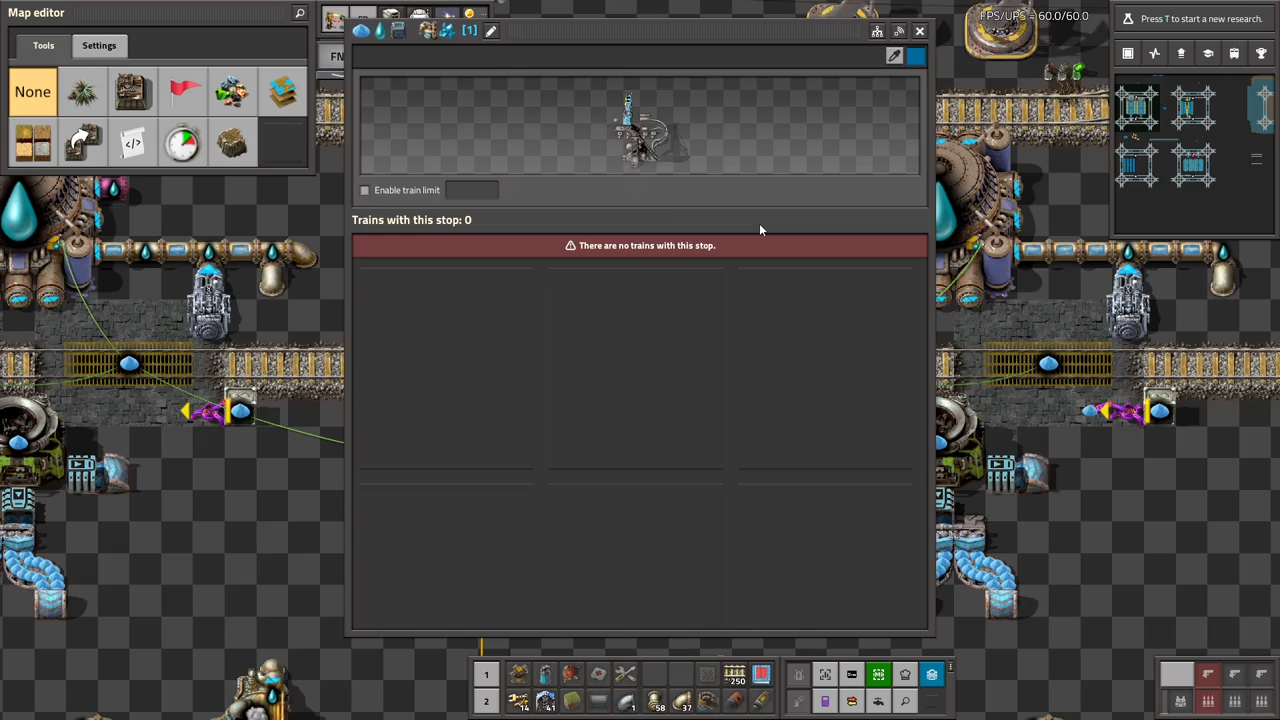 Map editor
Tools
Settings
None
[1]
FPS/UPS = 60.0/60.0
Press T to start a new research.
Enable train limit
Trains with this stop: 0
There are no trains with this stop.
1
250
2
14
41
1
58
37